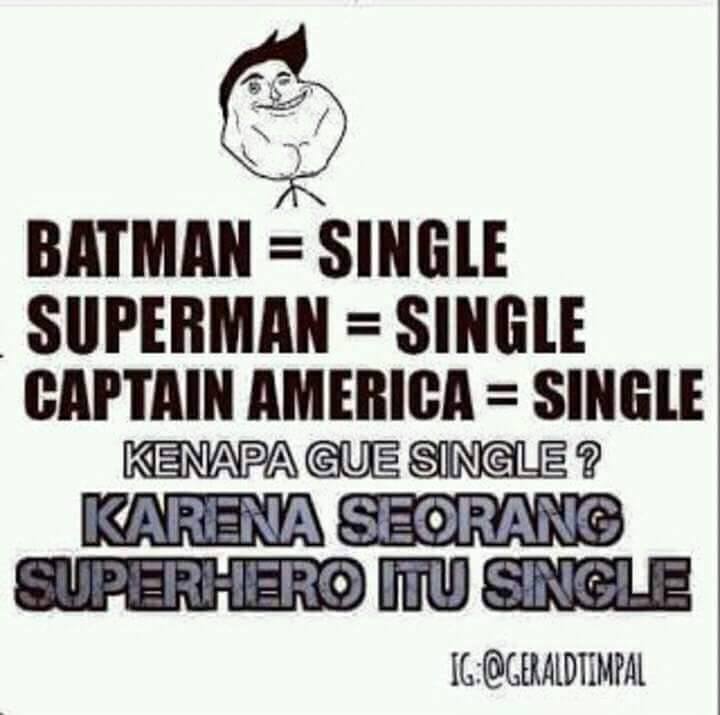 BATMAN = SINGLE
SUPERMAN = SINGLE
CAPTAIN AMERICA = SINGLE
KENAPA GUE SINGLE ?
KARENA SEORANG
SUPERHERO ITU SINGLE
IG:@GERALDTIMPAL